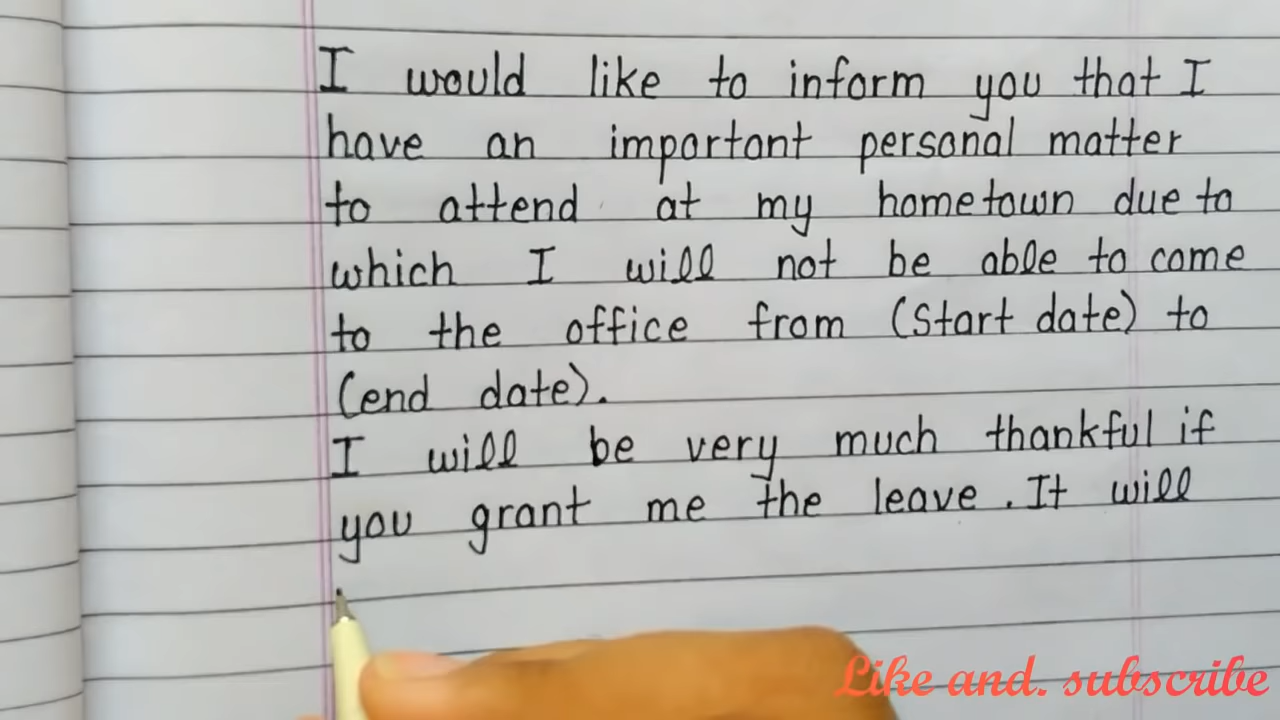 I would like to inform you that I
have an important personal matter
to attend at my hometown due to
which I will not be able to come
to the office from (Start date) to
(end date).
I will be very much thankful if
you grant me the leave. It will
Like and. subscribe